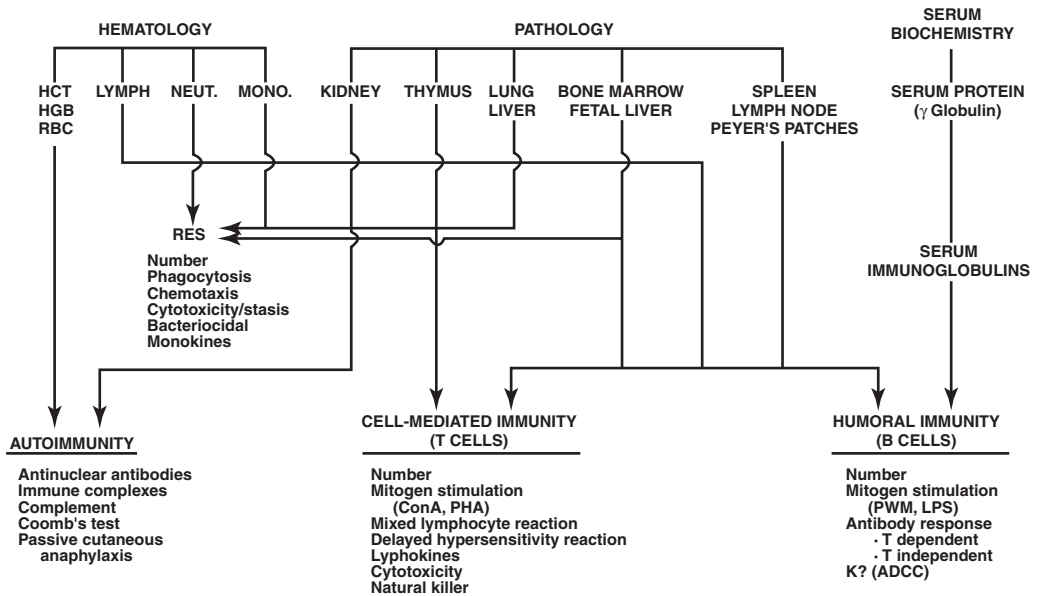 HEMATOLOGY
PATHOLOGY
SERUM
BIOCHEMISTRY
HCT
HGB
RBC
LYMPH
NEUT.
MONO.
KIDNEY
THYMUS
LUNG
LIVER
BONE MARROW
FETAL LIVER
SPLEEN
LYMPH NODE
PEYER'S PATCHES
SERUM PROTEIN
(γ Globulin)
RES
Number
Phagocytosis
Chemotaxis
Cytotoxicity/stasis
Bacteriocidal
Monokines
SERUM
IMMUNOGLOBULINS
AUTOIMMUNITY
Antinuclear antibodies
Immune complexes
Complement
Coomb's test
Passive cutaneous
anaphylaxis
CELL-MEDIATED IMMUNITY
(T CELLS)
Number
Mitogen stimulation
(ConA, PHA)
Mixed lymphocyte reaction
Delayed hypersensitivity reaction
Lyphokines
Cytotoxicity
Natural killer
HUMORAL IMMUNITY
(B CELLS)
Number
Mitogen stimulation
(PWM, LPS)
Antibody response
· T dependent
· T independent
K? (ADCC)